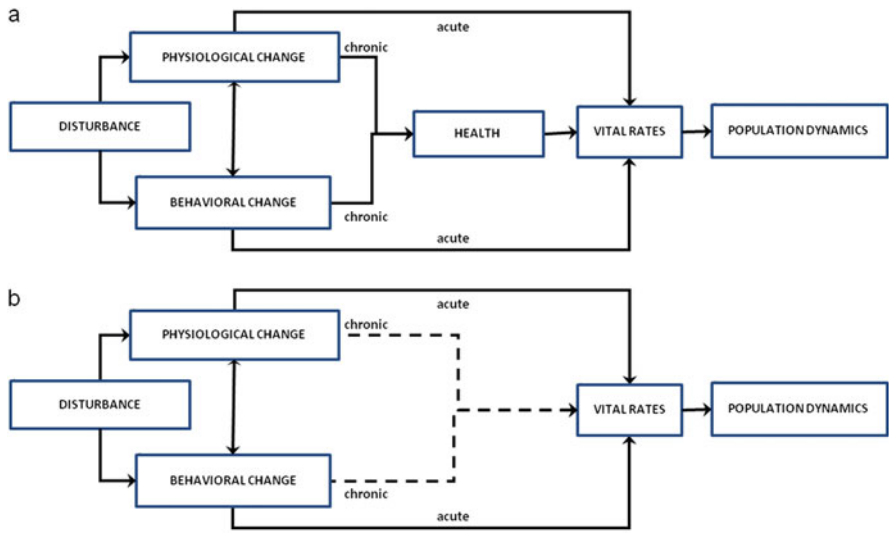 a
acute
PHYSIOLOGICAL CHANGE
chronic
DISTURBANCE
HEALTH
VITAL RATES
POPULATION DYNAMICS
BEHAVIORAL CHANGE
chronic
acute
b
acute
PHYSIOLOGICAL CHANGE
chronic
DISTURBANCE
VITAL RATES
POPULATION DYNAMICS
BEHAVIORAL CHANGE
chronic
acute